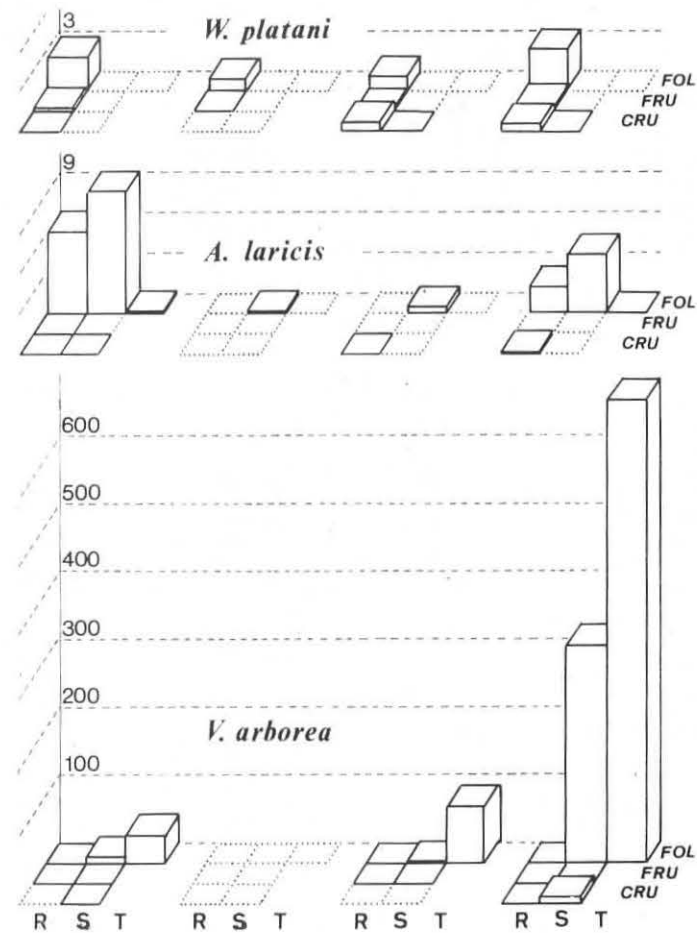 3
W. platani
FOL
FRU
CRU
9
A. laricis
FOL
FRU
CRU
600
500
400
300
200
V. arborea
100
FOL
FRU
CRU
R S T R S T R S T R S T